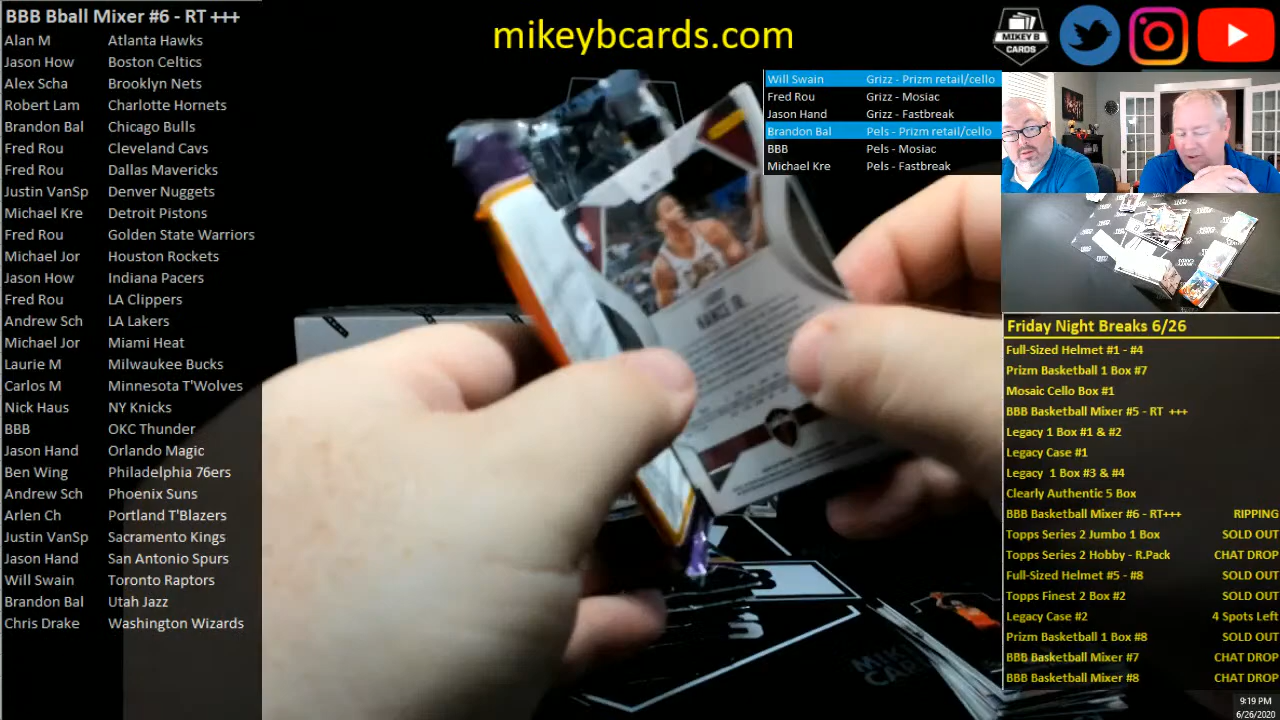 BBB Bball Mixer #6 - RT +++
Alan M Atlanta Hawks
Jason How Boston Celtics
Alex Scha Brooklyn Nets
Robert Lam Charlotte Hornets
Brandon Bal Chicago Bulls
Fred Rou Cleveland Cavs
Fred Rou Dallas Mavericks
Justin VanSp Denver Nuggets
Michael Kre Detroit Pistons
Fred Rou Golden State Warriors
Michael Jor Houston Rockets
Jason How Indiana Pacers
Fred Rou LA Clippers
Andrew Sch LA Lakers
Michael Jor Miami Heat
Laurie M Milwaukee Bucks
Carlos M Minnesota T'Wolves
Nick Haus NY Knicks
BBB OKC Thunder
Jason Hand Orlando Magic
Ben Wing Philadelphia 76ers
Andrew Sch Phoenix Suns
Arlen Ch Portland T'Blazers
Justin VanSp Sacramento Kings
Jason Hand San Antonio Spurs
Will Swain Toronto Raptors
Brandon Bal Utah Jazz
Chris Drake Washington Wizards
mikeybcards.com
MIKEY B
CARDS
Will Swain Grizz - Prizm retail/cello
Fred Rou Grizz - Mosiac
Jason Hand Grizz - Fastbreak
Brandon Bal Pels - Prizm retail/cello
BBB Pels - Mosiac
Michael Kre Pels - Fastbreak
LARRY
NANCE JR.
MIKEY
CARDS
Friday Night Breaks 6/26
Full-Sized Helmet #1 - #4
Prizm Basketball 1 Box #7
Mosaic Cello Box #1
BBB Basketball Mixer #5 - RT +++
Legacy 1 Box #1 & #2
Legacy Case #1
Legacy 1 Box #3 & #4
Clearly Authentic 5 Box
BBB Basketball Mixer #6 - RT+++ RIPPING
Topps Series 2 Jumbo 1 Box SOLD OUT
Topps Series 2 Hobby - R.Pack CHAT DROP
Full-Sized Helmet #5 - #8 SOLD OUT
Topps Finest 2 Box #2 SOLD OUT
Legacy Case #2 4 Spots Left
Prizm Basketball 1 Box #8 SOLD OUT
BBB Basketball Mixer #7 CHAT DROP
BBB Basketball Mixer #8 CHAT DROP
9:19 PM
6/26/2020